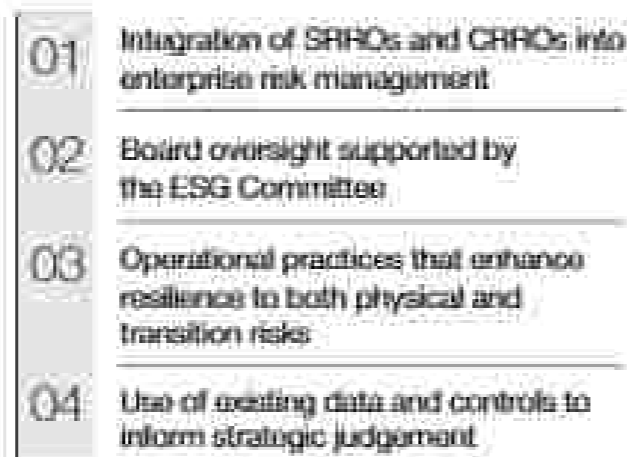 01
Integration of SRROs and CRROs into
enterprise risk management
02
Board oversight supported by
the ESG Committee
03
Operational practices that enhance
resilience to both physical and
transition risks
04
Use of existing data and controls to
inform strategic judgement